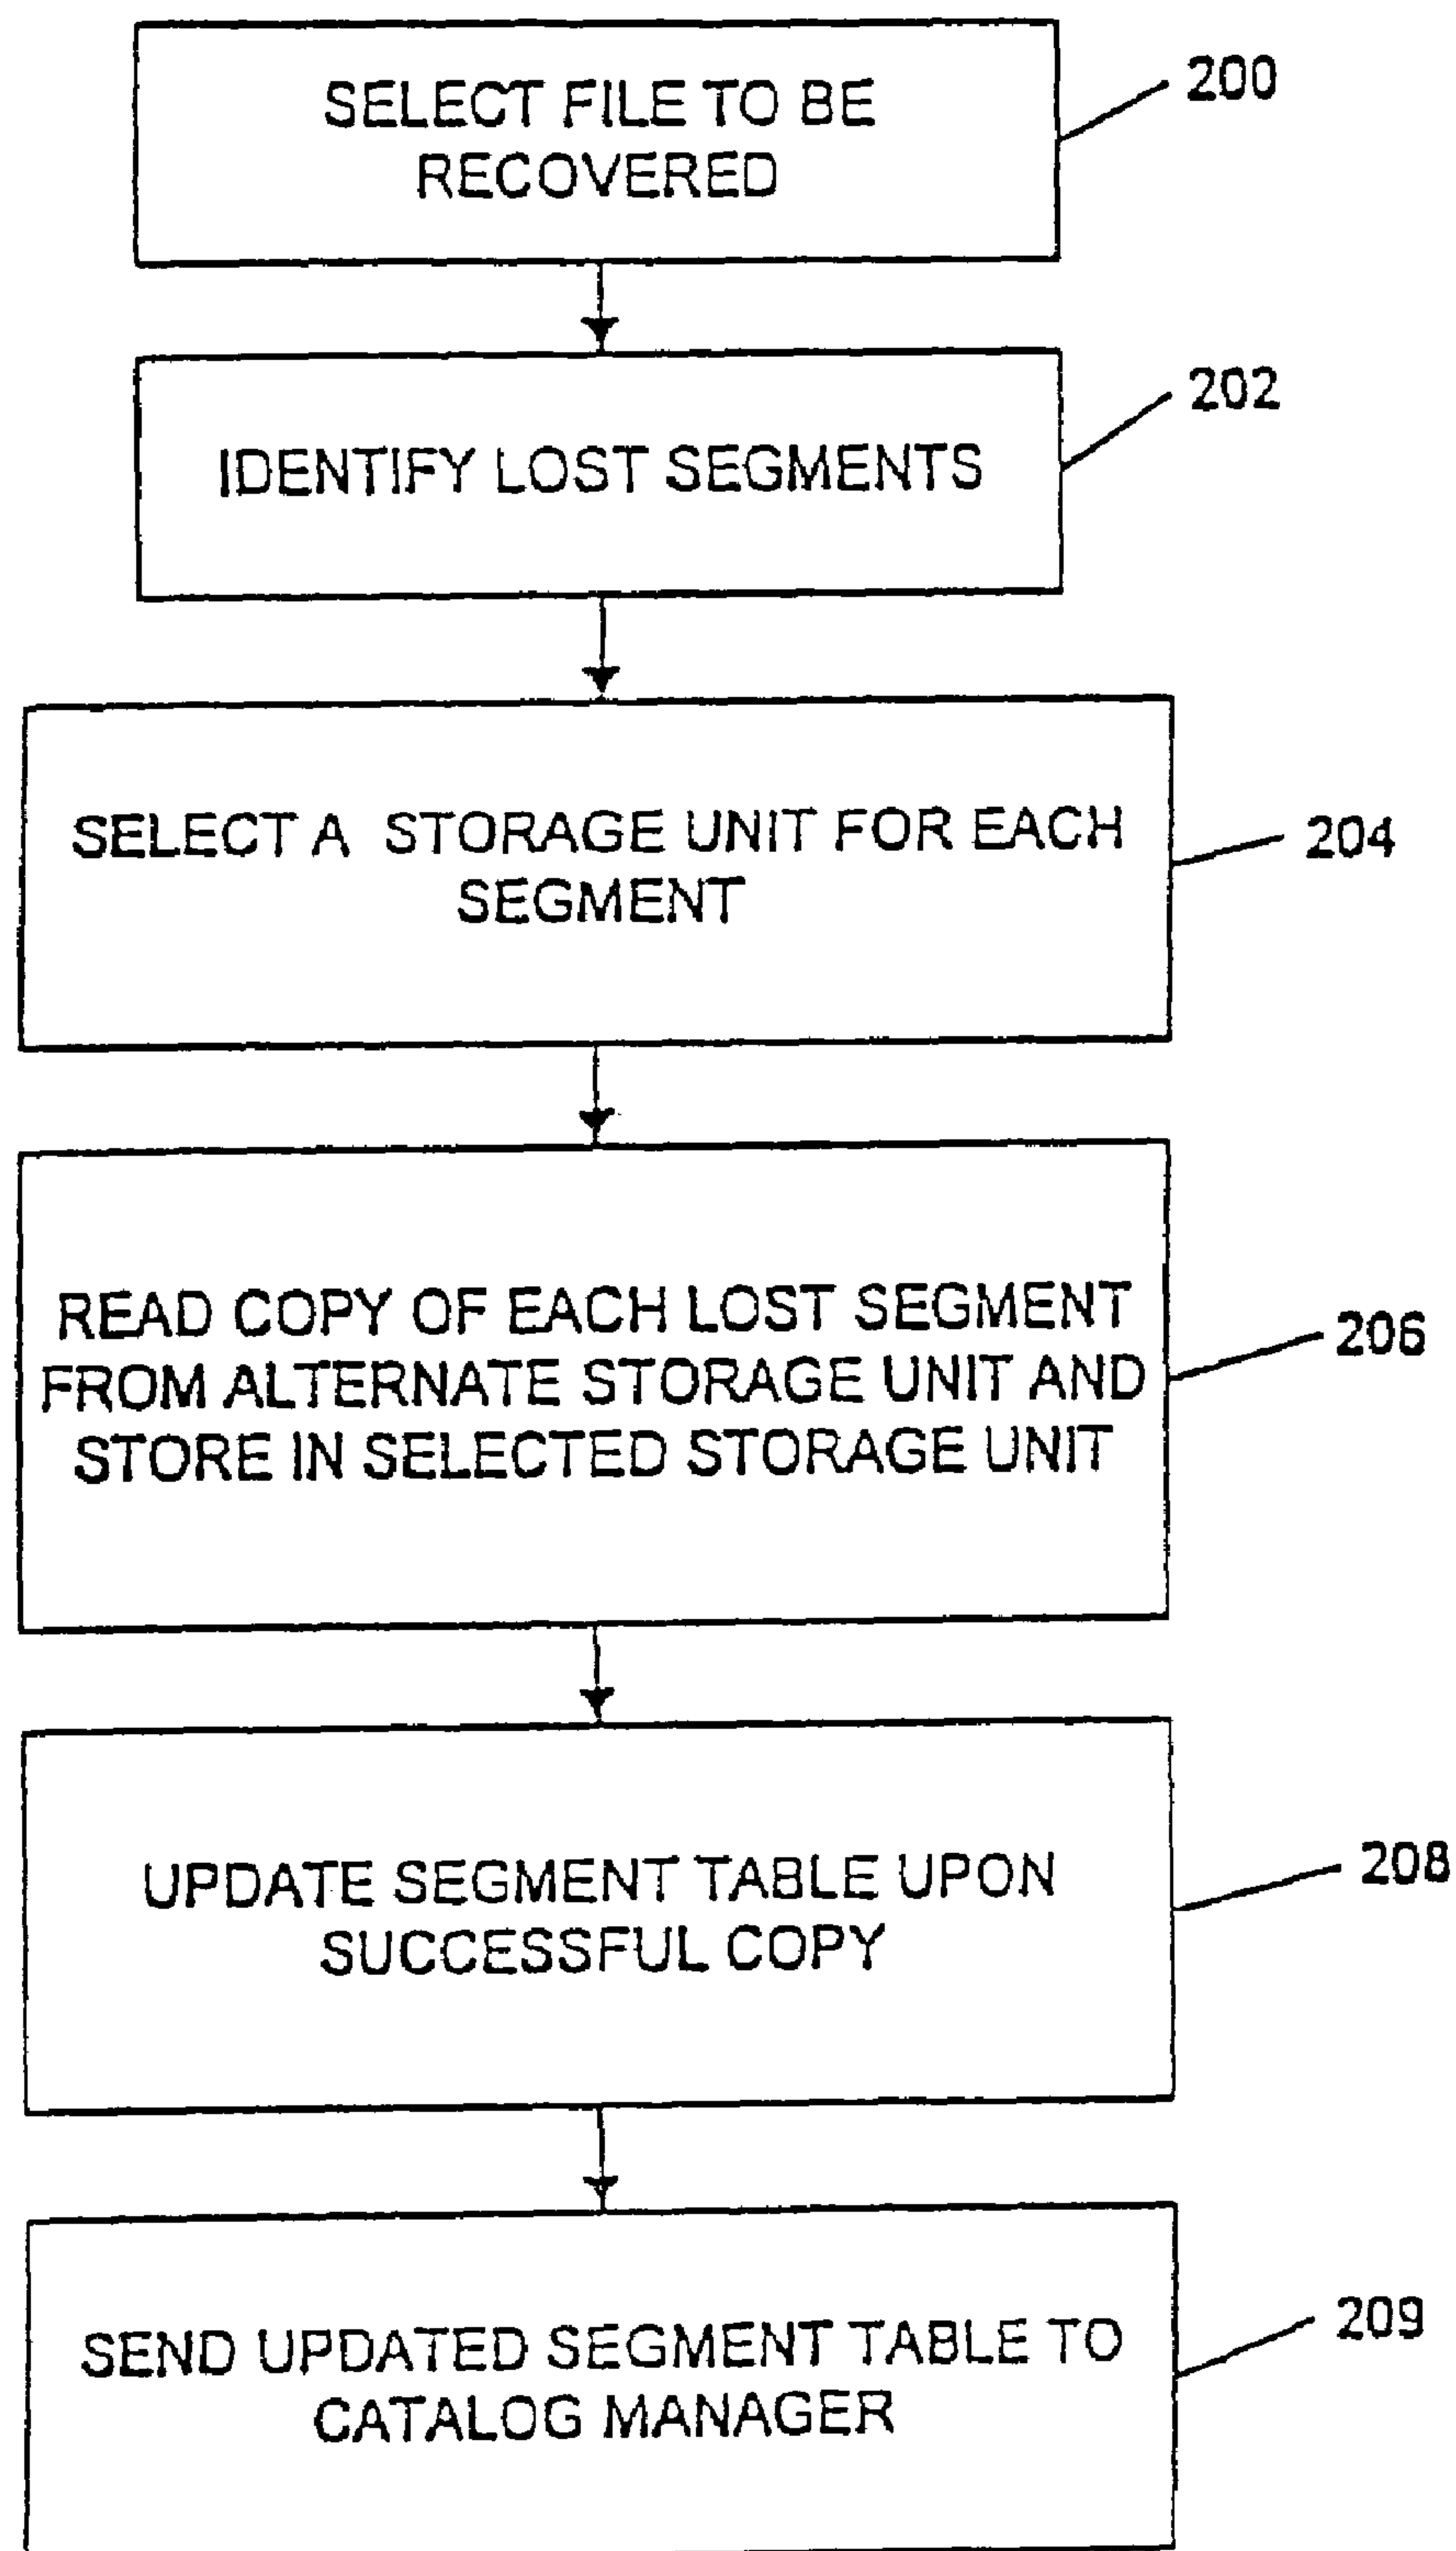 SELECT FILE TO BE
RECOVERED
200
IDENTIFY LOST SEGMENTS
202
SELECT A STORAGE UNIT FOR EACH
SEGMENT
204
READ COPY OF EACH LOST SEGMENT
FROM ALTERNATE STORAGE UNIT AND
STORE IN SELECTED STORAGE UNIT
206
UPDATE SEGMENT TABLE UPON
SUCCESSFUL COPY
208
SEND UPDATED SEGMENT TABLE TO
CATALOG MANAGER
209